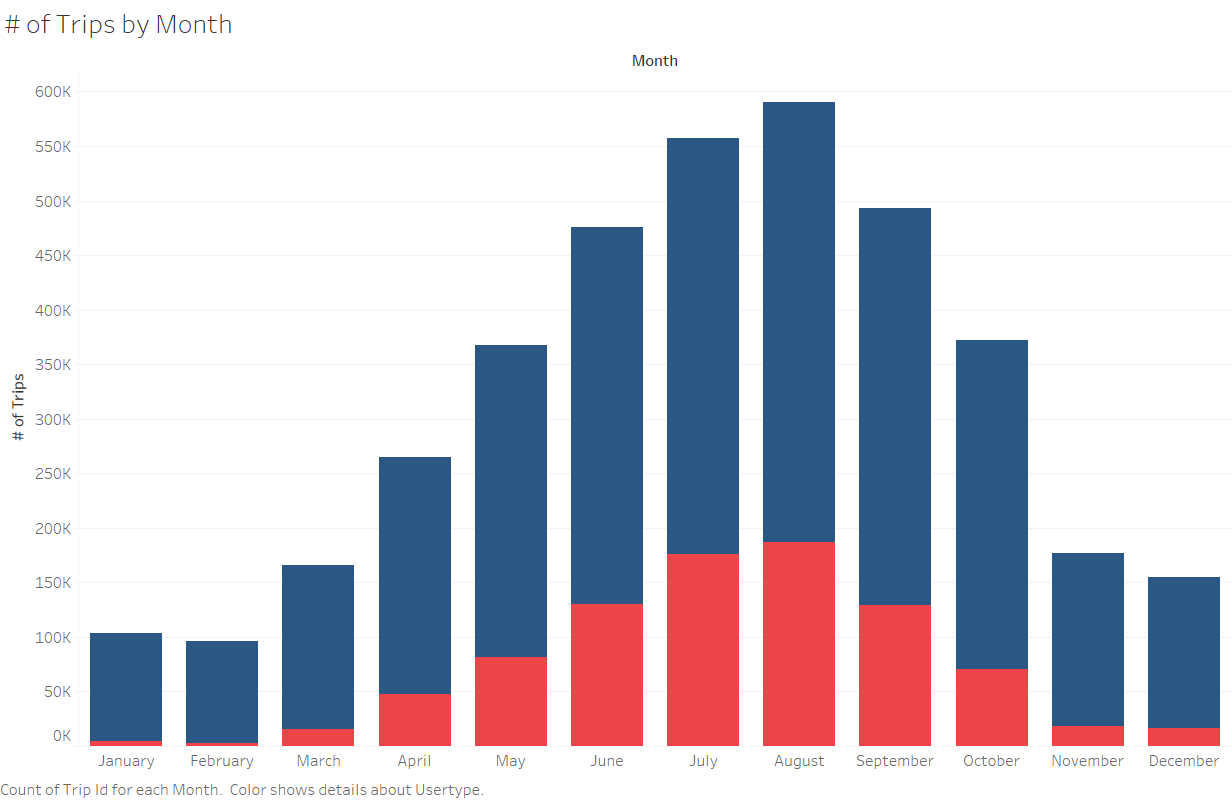 # of Trips by Month
Month
600K
550K
500K
450K
400K
350K
300K
250K
200K
150K
100K
50K
0K
# of Trips
January February March April May June July August September October November December
Count of Trip Id for each Month. Color shows details about Usertype.